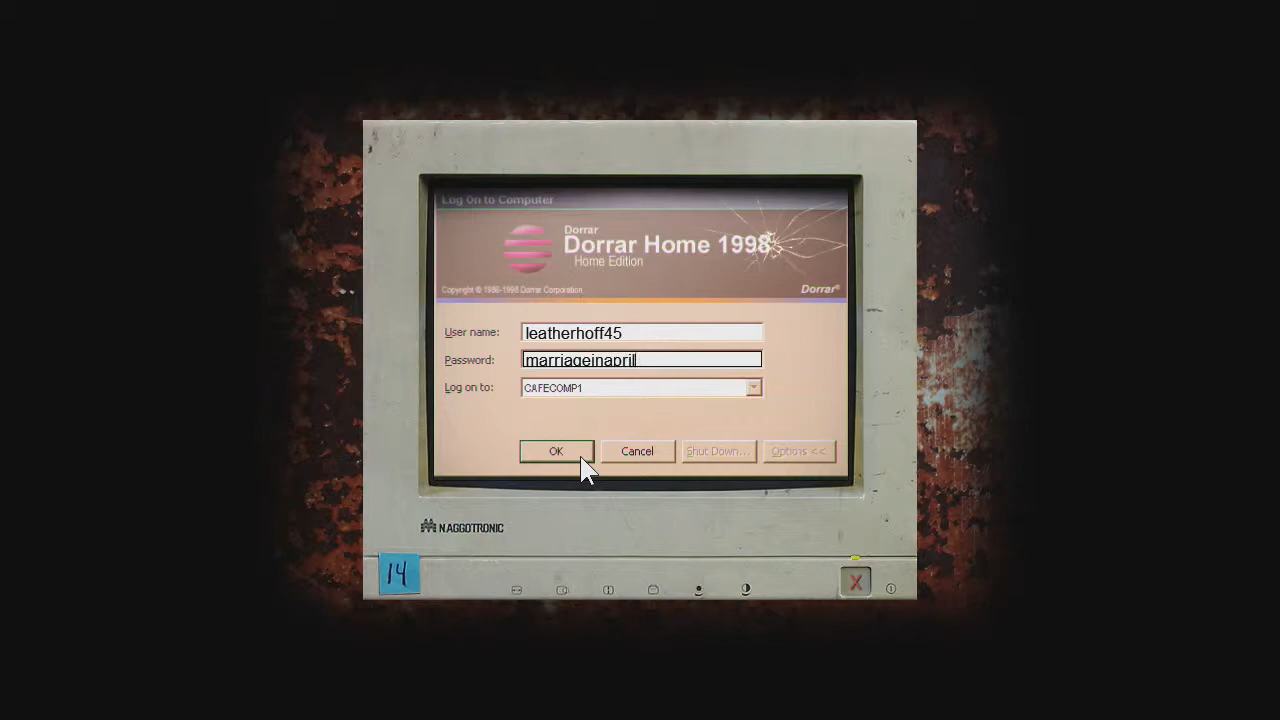 Log On to Computer
Dorrar
Dorrar Home 1998
Home Edition
Copyright © 1986-1998 Dorrar Corporation
Dorrar®
User name: leatherhoff45
Password: marriageinapril
Log on to: CAFECOMP1
OK Cancel Shut Down... Options <<
NAGGOTRONIC
14
X